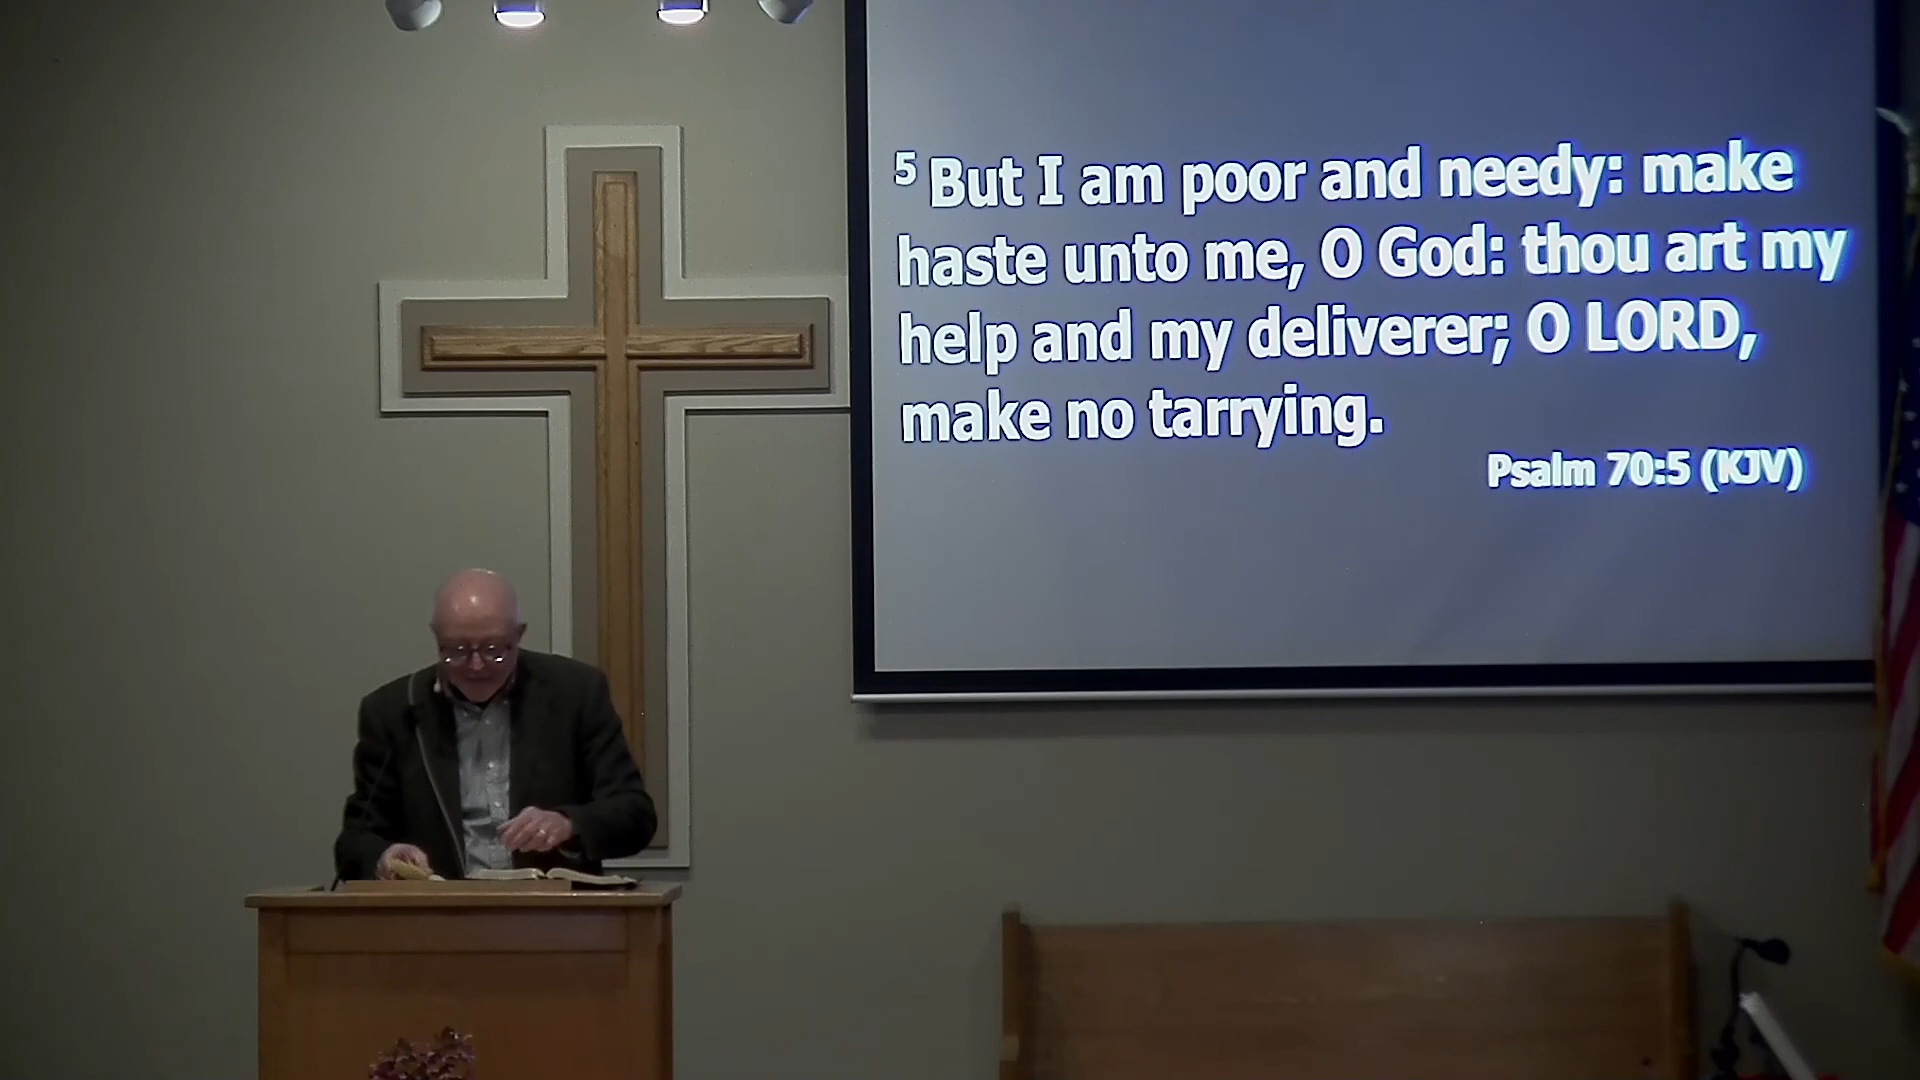 5 But I am poor and needy: make
haste unto me, O God: thou art my
help and my deliverer; O LORD,
make no tarrying.
Psalm 70:5 (KJV)